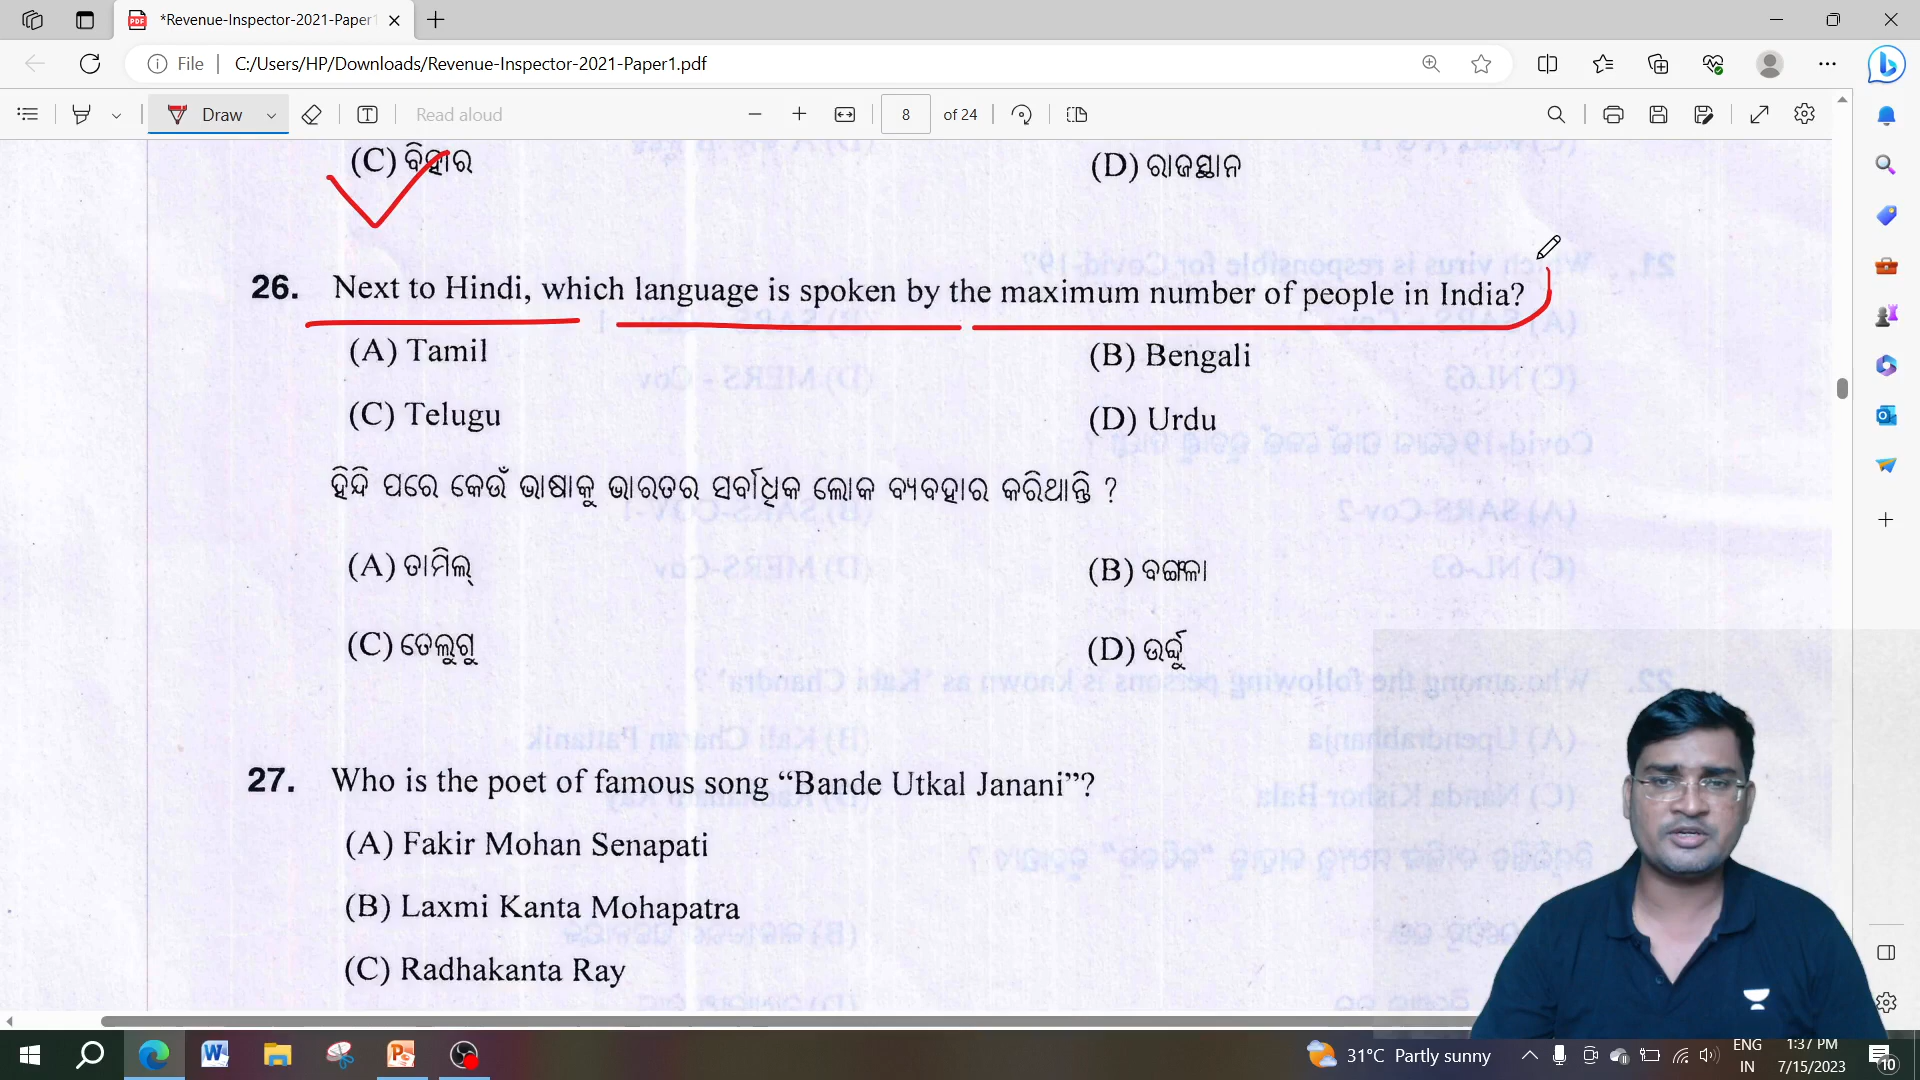 *Revenue-Inspector-2021-Paper1
File
C:/Users/HP/Downloads/Revenue-Inspector-2021-Paper1.pdf
Draw
Read aloud
8
of 24
(C) ବିହାର
(D) ରାଜସ୍ଥାନ
26. Next to Hindi, which language is spoken by the maximum number of people in India?
(A) Tamil
(B) Bengali
(C) Telugu
(D) Urdu
ହିନ୍ଦି ପରେ କେଉଁ ଭାଷାକୁ ଭାରତର ସର୍ବାଧିକ ଲୋକ ବ୍ୟବହାର କରିଥାନ୍ତି ?
(A) ତାମିଲ୍
(B) ବଙ୍ଗଳା
(C) ତେଲୁଗୁ
(D) ଉର୍ଦ୍ଦୁ
27. Who is the poet of famous song “Bande Utkal Janani”?
(A) Fakir Mohan Senapati
(B) Laxmi Kanta Mohapatra
(C) Radhakanta Ray
31°C Partly sunny
ENG
IN
1:37 PM
7/15/2023
10